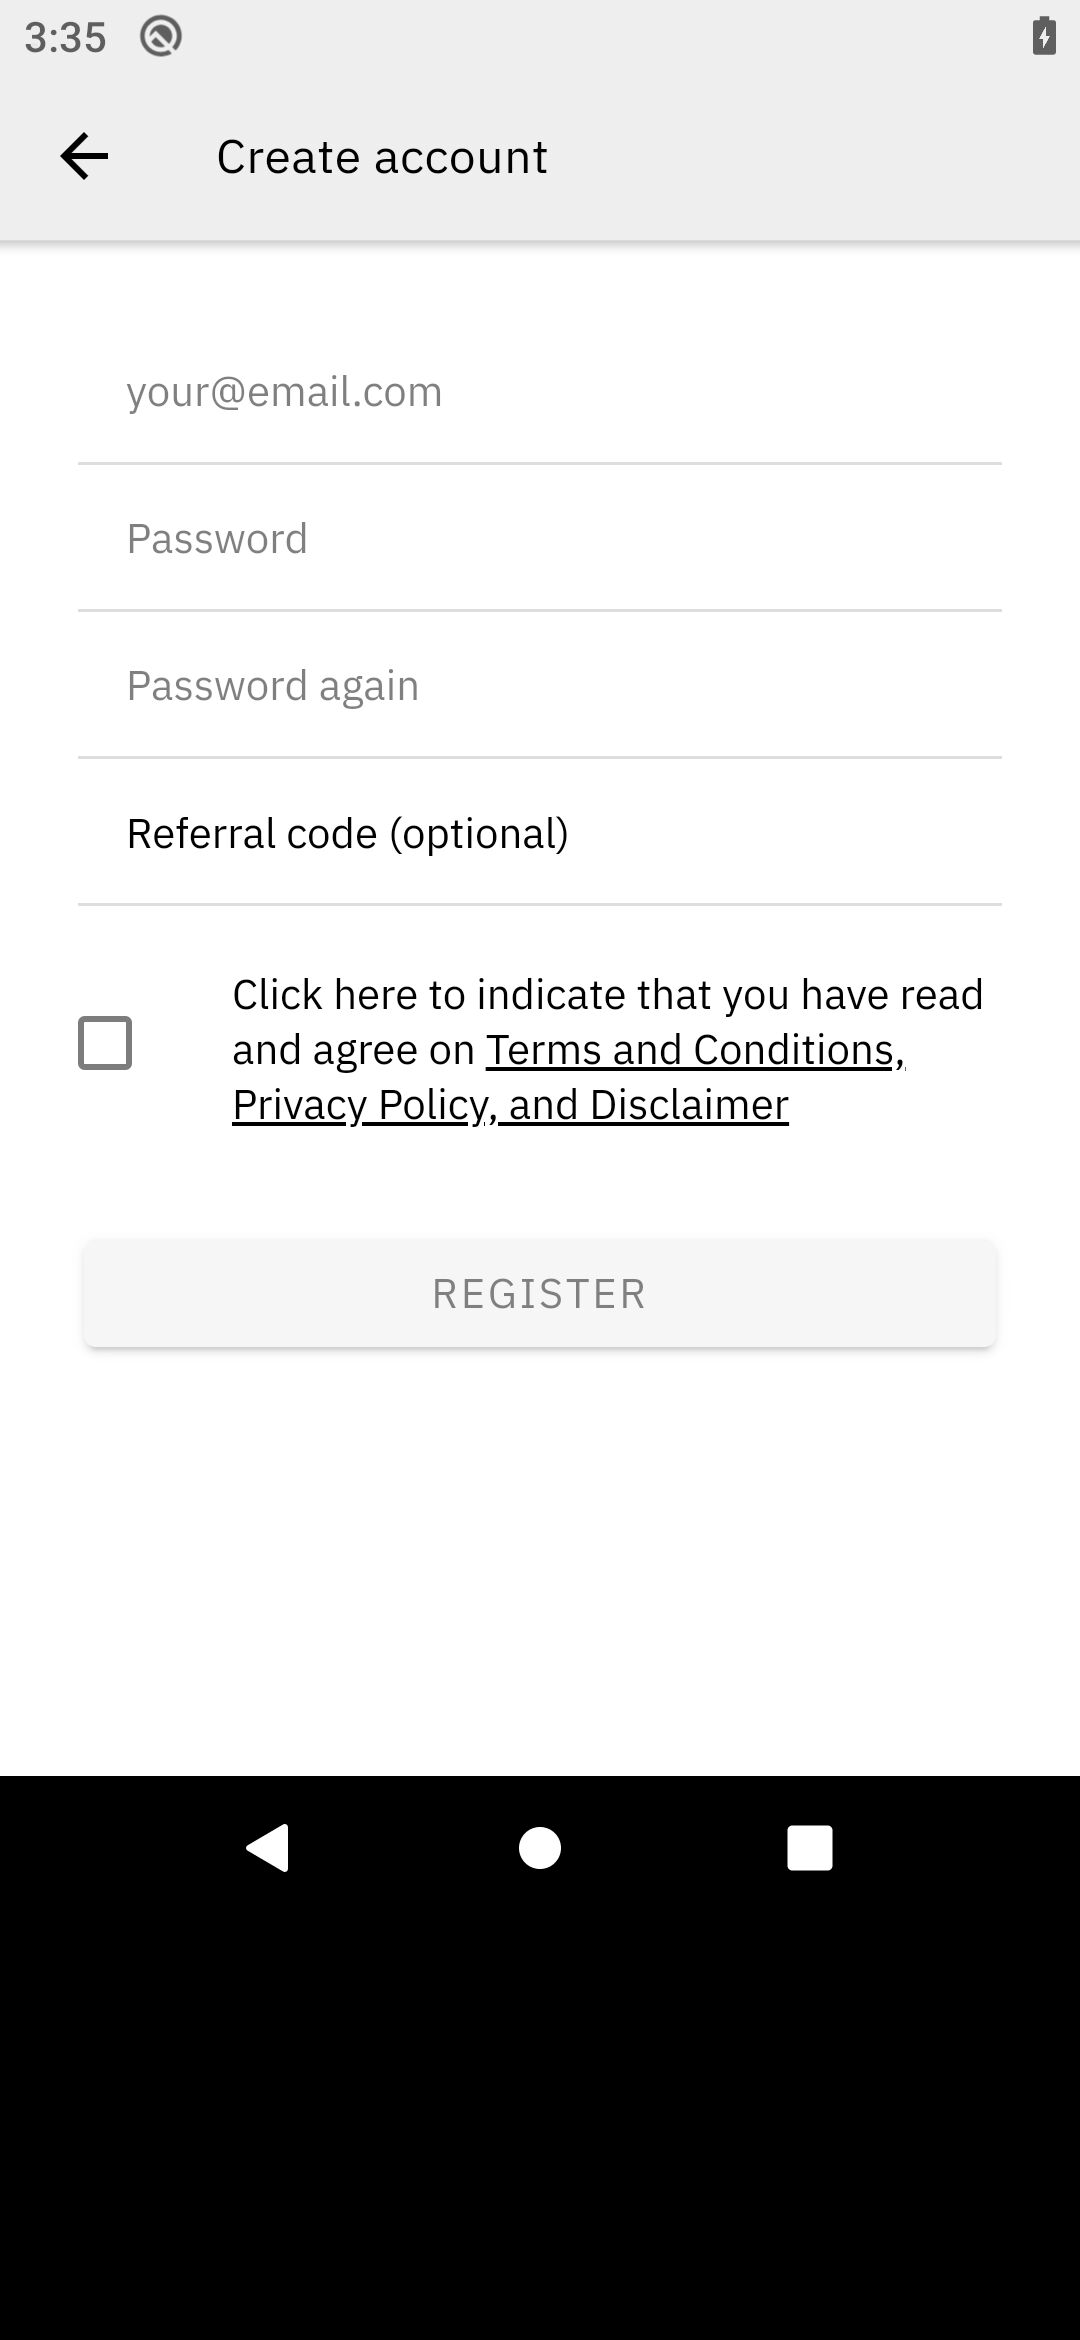 3:35
Create account
your@email.com
Password
Password again
Referral code (optional)
Click here to indicate that you have read
and agree on Terms and Conditions,
Privacy Policy, and Disclaimer
REGISTER